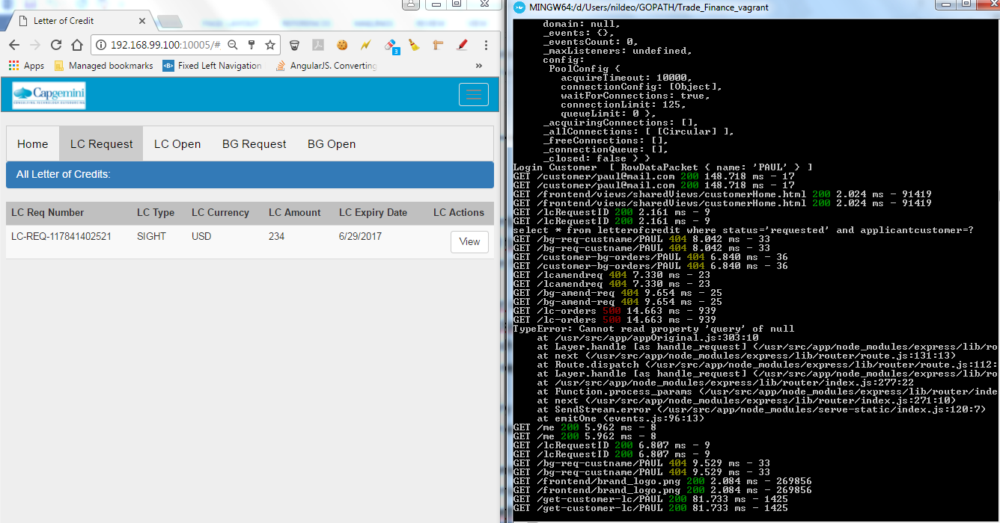 Letter of Credit
192.168.99.100:10005/#
3
Apps
Managed bookmarks
Fixed Left Navigation
AngularJS. Converting
»
Capgemini
CONSULTING.TECHNOLOGY.OUTSOURCING
Home
LC Request
LC Open
BG Request
BG Open
All Letter of Credits:
LC Req Number LC Type LC Currency LC Amount LC Expiry Date LC Actions
LC-REQ-117841402521 SIGHT USD 234 6/29/2017 View
MINGW64:/d/Users/nildeo/GOPATH/Trade_Finance_vagrant
domain: null,
_events: {},
_eventsCount: 0,
_maxListeners: undefined,
config:
PoolConfig {
acquireTimeout: 10000,
connectionConfig: [Object],
waitForConnections: true,
connectionLimit: 125,
queueLimit: 0 },
_acquiringConnections: [],
_allConnections: [ [Circular] ],
_freeConnections: [],
_connectionQueue: [],
_closed: false } }
Login Customer [ RowDataPacket { name: 'PAUL' } ]
GET /customer/paul@mail.com 200 148.718 ms - 17
GET /customer/paul@mail.com 200 148.718 ms - 17
GET /frontend/views/sharedViews/customerHome.html 200 2.024 ms - 91419
GET /frontend/views/sharedViews/customerHome.html 200 2.024 ms - 91419
GET /lcRequestID 200 2.161 ms - 9
GET /lcRequestID 200 2.161 ms - 9
select * from letterofcredit where status='requested' and applicantcustomer=?
GET /bg-req-custname/PAUL 404 8.042 ms - 33
GET /bg-req-custname/PAUL 404 8.042 ms - 33
GET /customer-bg-orders/PAUL 404 6.840 ms - 36
GET /customer-bg-orders/PAUL 404 6.840 ms - 36
GET /lcamendreq 404 7.330 ms - 23
GET /lcamendreq 404 7.330 ms - 23
GET /bg-amend-req 404 9.654 ms - 25
GET /bg-amend-req 404 9.654 ms - 25
GET /lc-orders 500 14.663 ms - 939
GET /lc-orders 500 14.663 ms - 939
TypeError: Cannot read property 'query' of null
at /usr/src/app/appOriginal.js:303:10
at Layer.handle [as handle_request] (/usr/src/app/node_modules/express/lib/ro
at next (/usr/src/app/node_modules/express/lib/router/route.js:131:13)
at Route.dispatch (/usr/src/app/node_modules/express/lib/router/route.js:112:
at Layer.handle [as handle_request] (/usr/src/app/node_modules/express/lib/ro
at /usr/src/app/node_modules/express/lib/router/index.js:277:22
at Function.process_params (/usr/src/app/node_modules/express/lib/router/inde
at next (/usr/src/app/node_modules/express/lib/router/index.js:271:10)
at SendStream.error (/usr/src/app/node_modules/serve-static/index.js:120:7)
at emitOne (events.js:96:13)
GET /me 200 5.962 ms - 8
GET /me 200 5.962 ms - 8
GET /lcRequestID 200 6.807 ms - 9
GET /lcRequestID 200 6.807 ms - 9
GET /bg-req-custname/PAUL 404 9.529 ms - 33
GET /bg-req-custname/PAUL 404 9.529 ms - 33
GET /frontend/brand_logo.png 200 2.084 ms - 269856
GET /frontend/brand_logo.png 200 2.084 ms - 269856
GET /get-customer-lc/PAUL 200 81.733 ms - 1425
GET /get-customer-lc/PAUL 200 81.733 ms - 1425